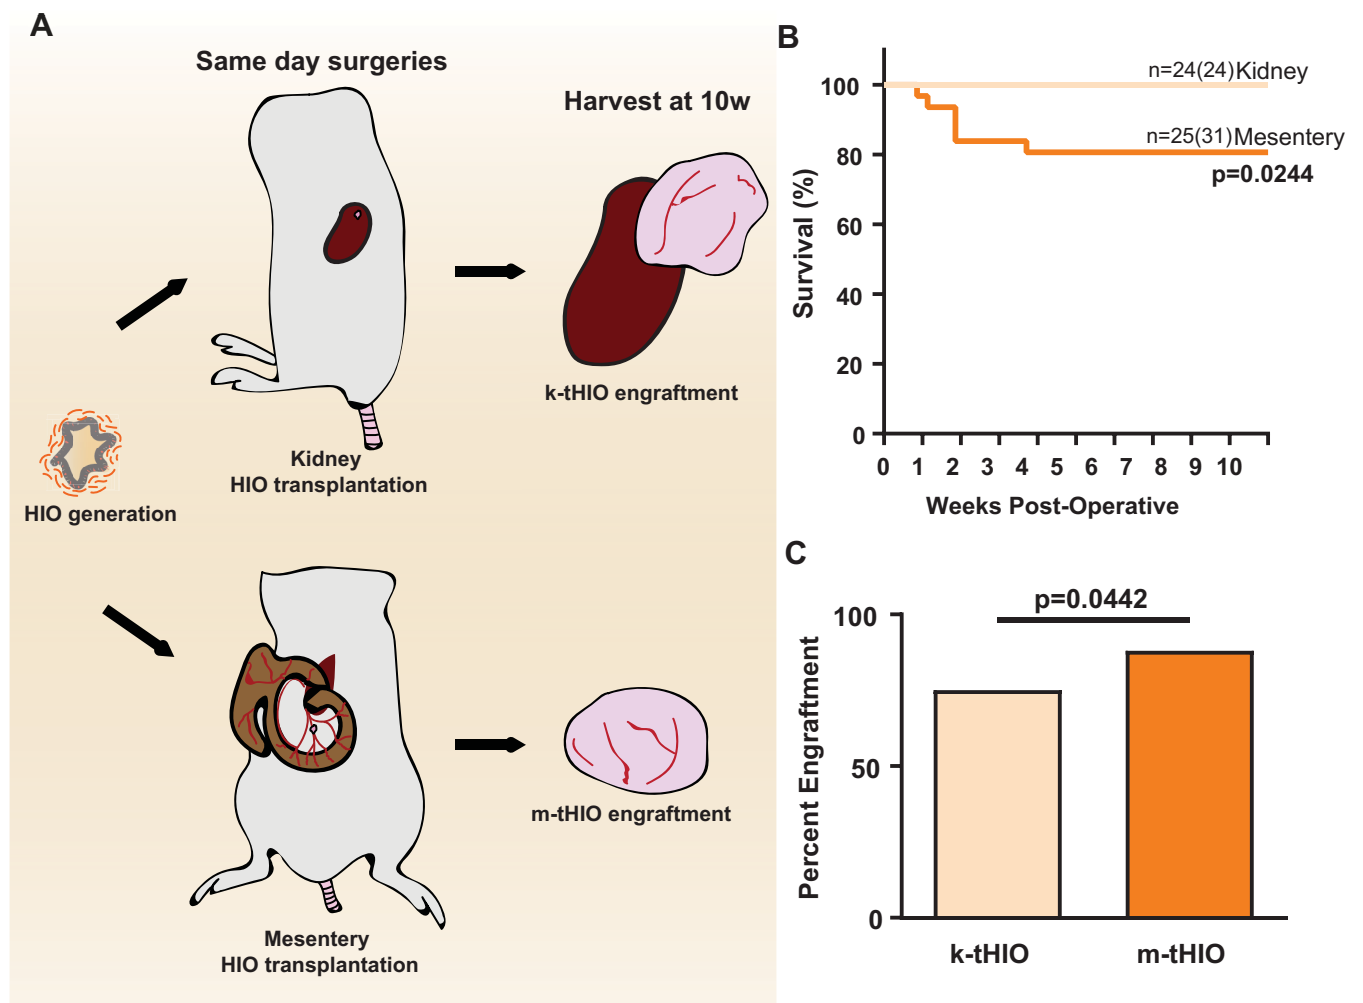 A
Same day surgeries
Harvest at 10w
k-tHIO engraftment
Kidney
HIO transplantation
HIO generation
m-tHIO engraftment
Mesentery
HIO transplantation
B
n=24(24)Kidney
n=25(31)Mesentery
p=0.0244
Survival (%)
100
80
60
40
20
0
0 1 2 3 4 5 6 7 8 9 10
Weeks Post-Operative
C
p=0.0442
Percent Engraftment
100
50
0
k-tHIO m-tHIO